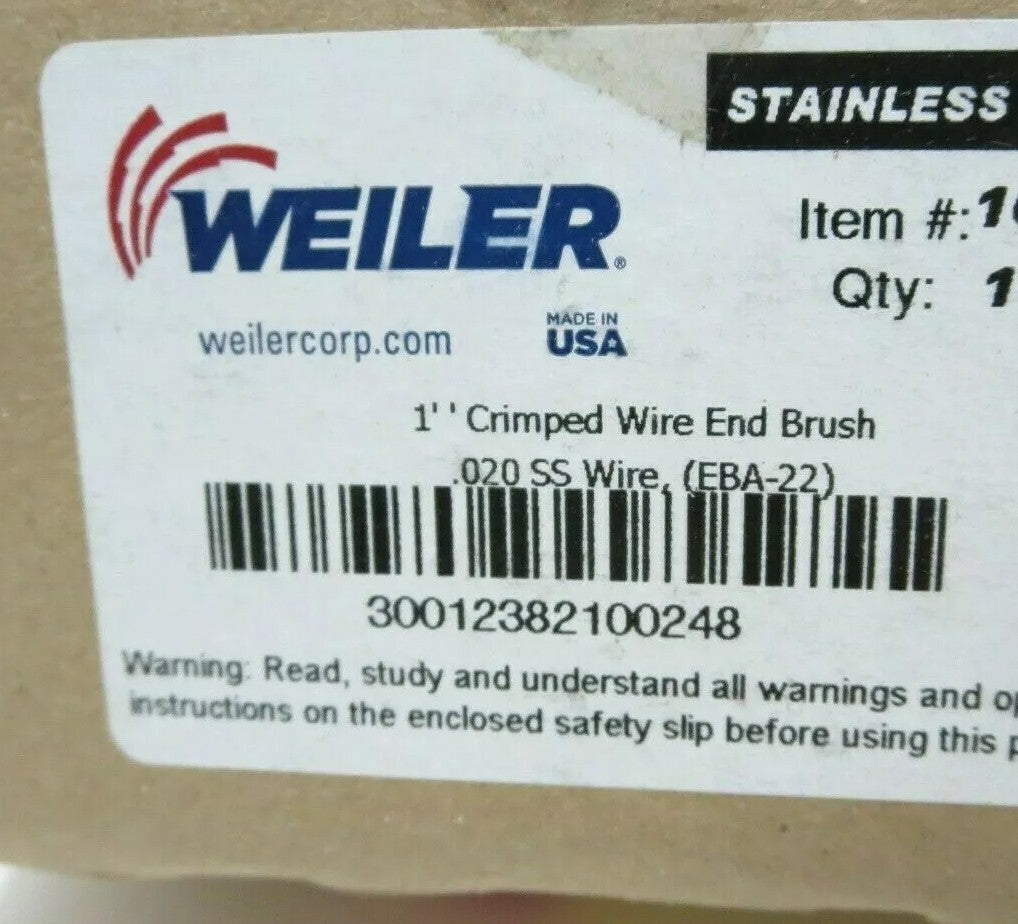 STAINLESS
WEILER®
Item #:
Qty:
weilercorp.com
MADE IN
USA
1'' Crimped Wire End Brush
.020 SS Wire, (EBA-22)
30012382100248
Warning: Read, study and understand all warnings and
instructions on the enclosed safety slip before using this